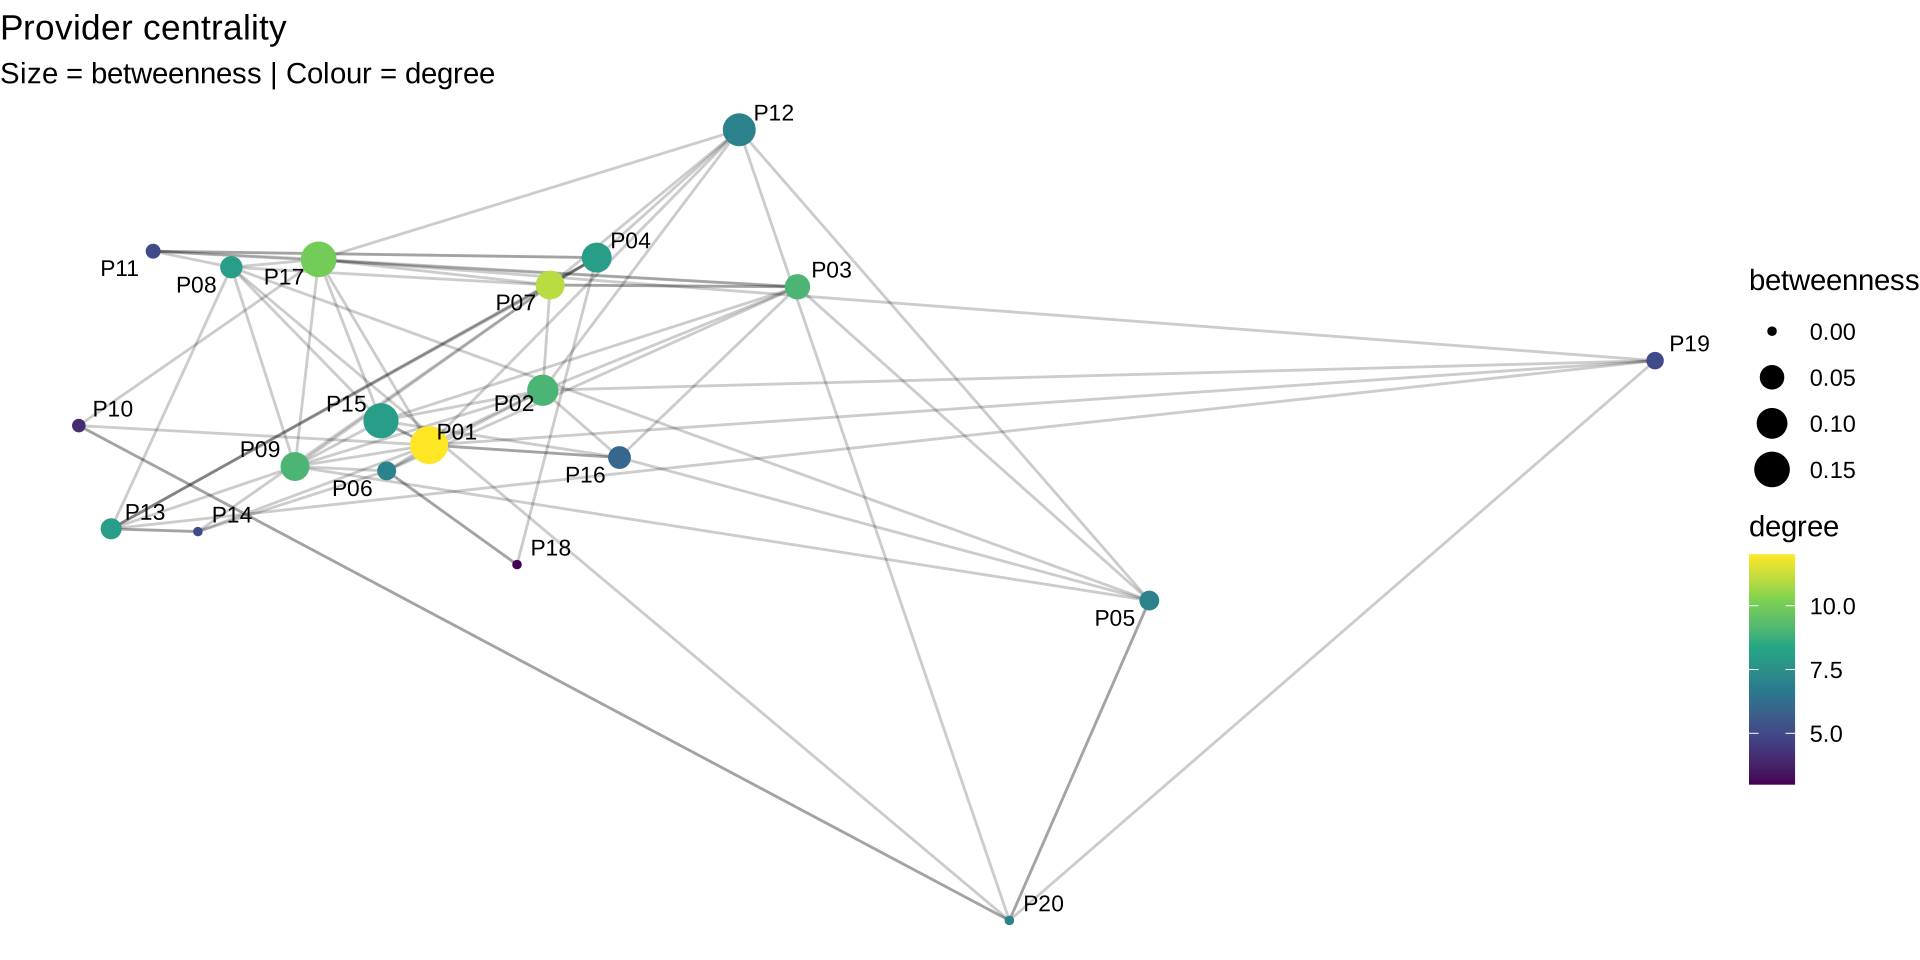 Provider centrality
Size = betweenness | Colour = degree
P12
P04
P11
P08
P17
P03
P07
P19
P10
P15
P02
P01
P09
P16
P06
P13
P14
P18
P05
P20
betweenness
0.00
0.05
0.10
0.15
degree
10.0
7.5
5.0